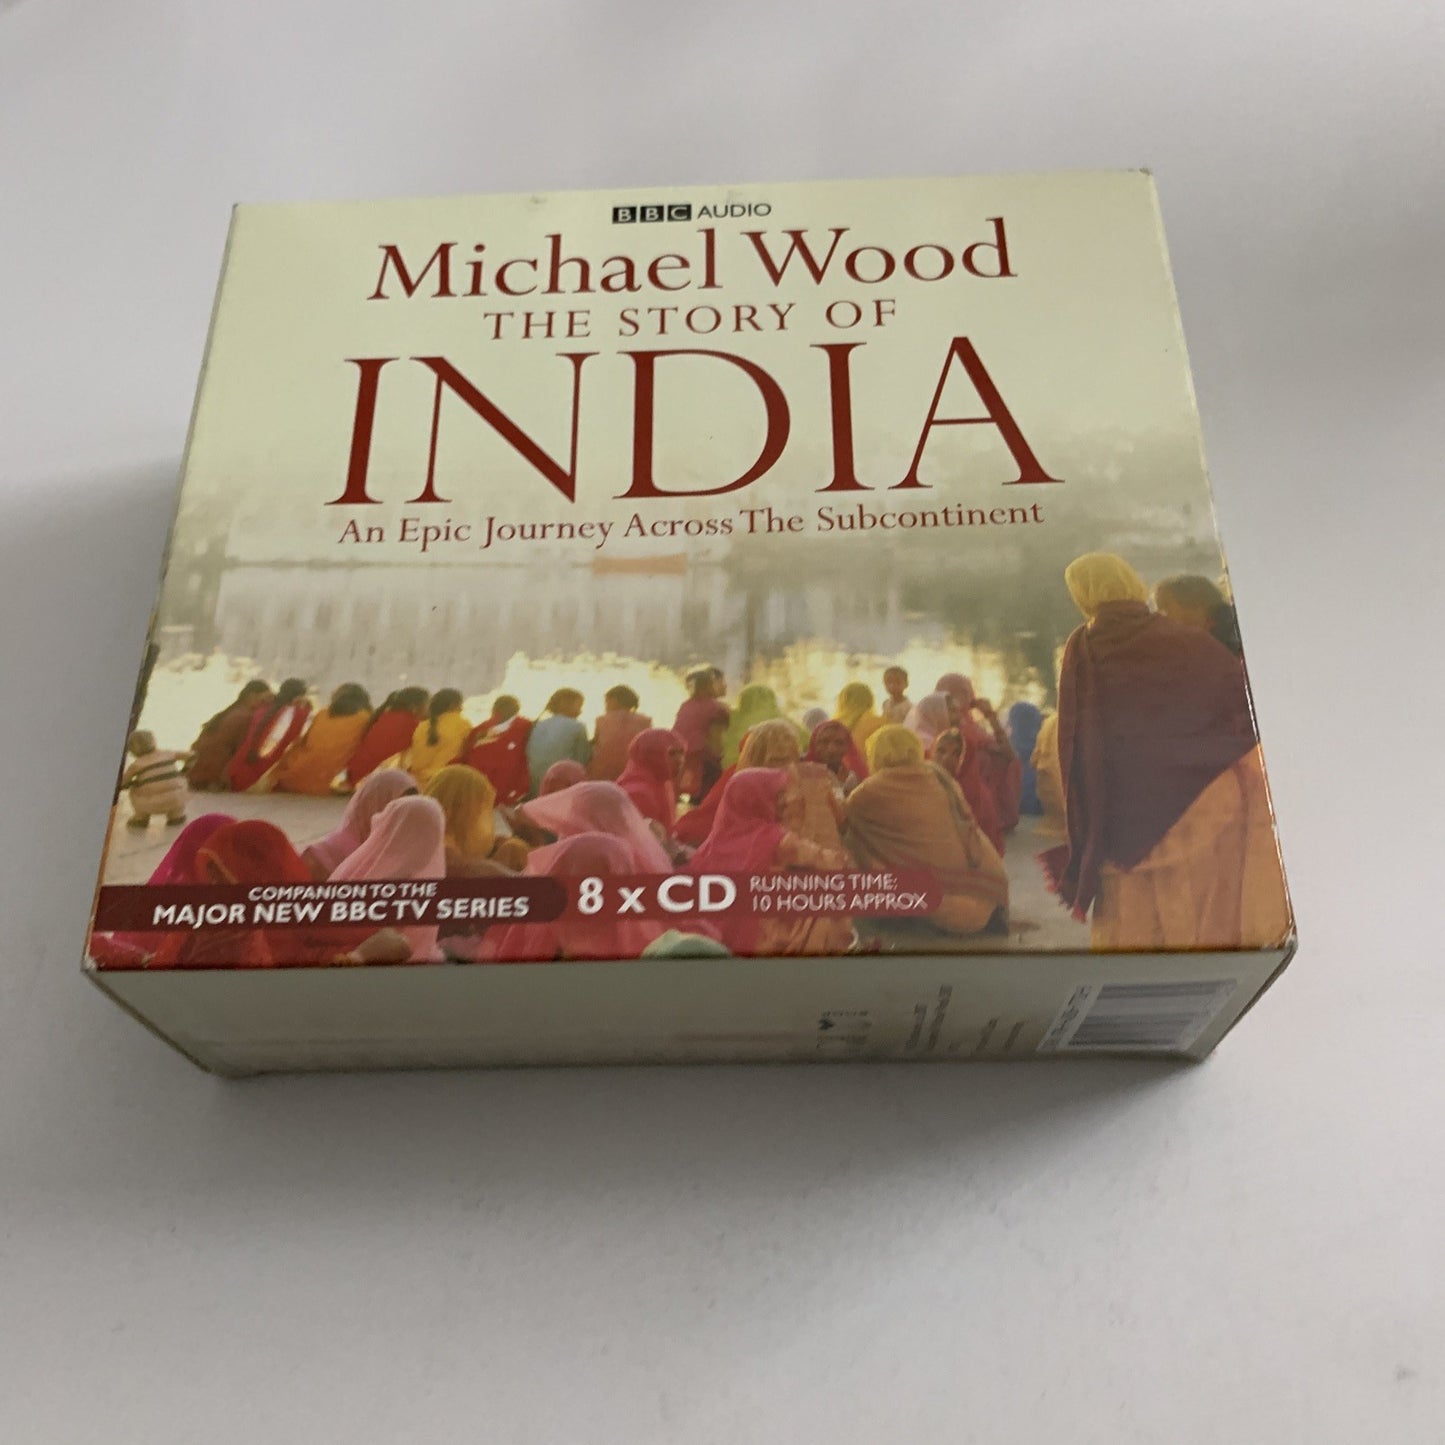 BBC AUDIO
Michael Wood
THE STORY OF
INDIA
An Epic Journey Across The Subcontinent
COMPANION TO THE
MAJOR NEW BBC TV SERIES
8 x CD
RUNNING TIME:
10 HOURS APPROX